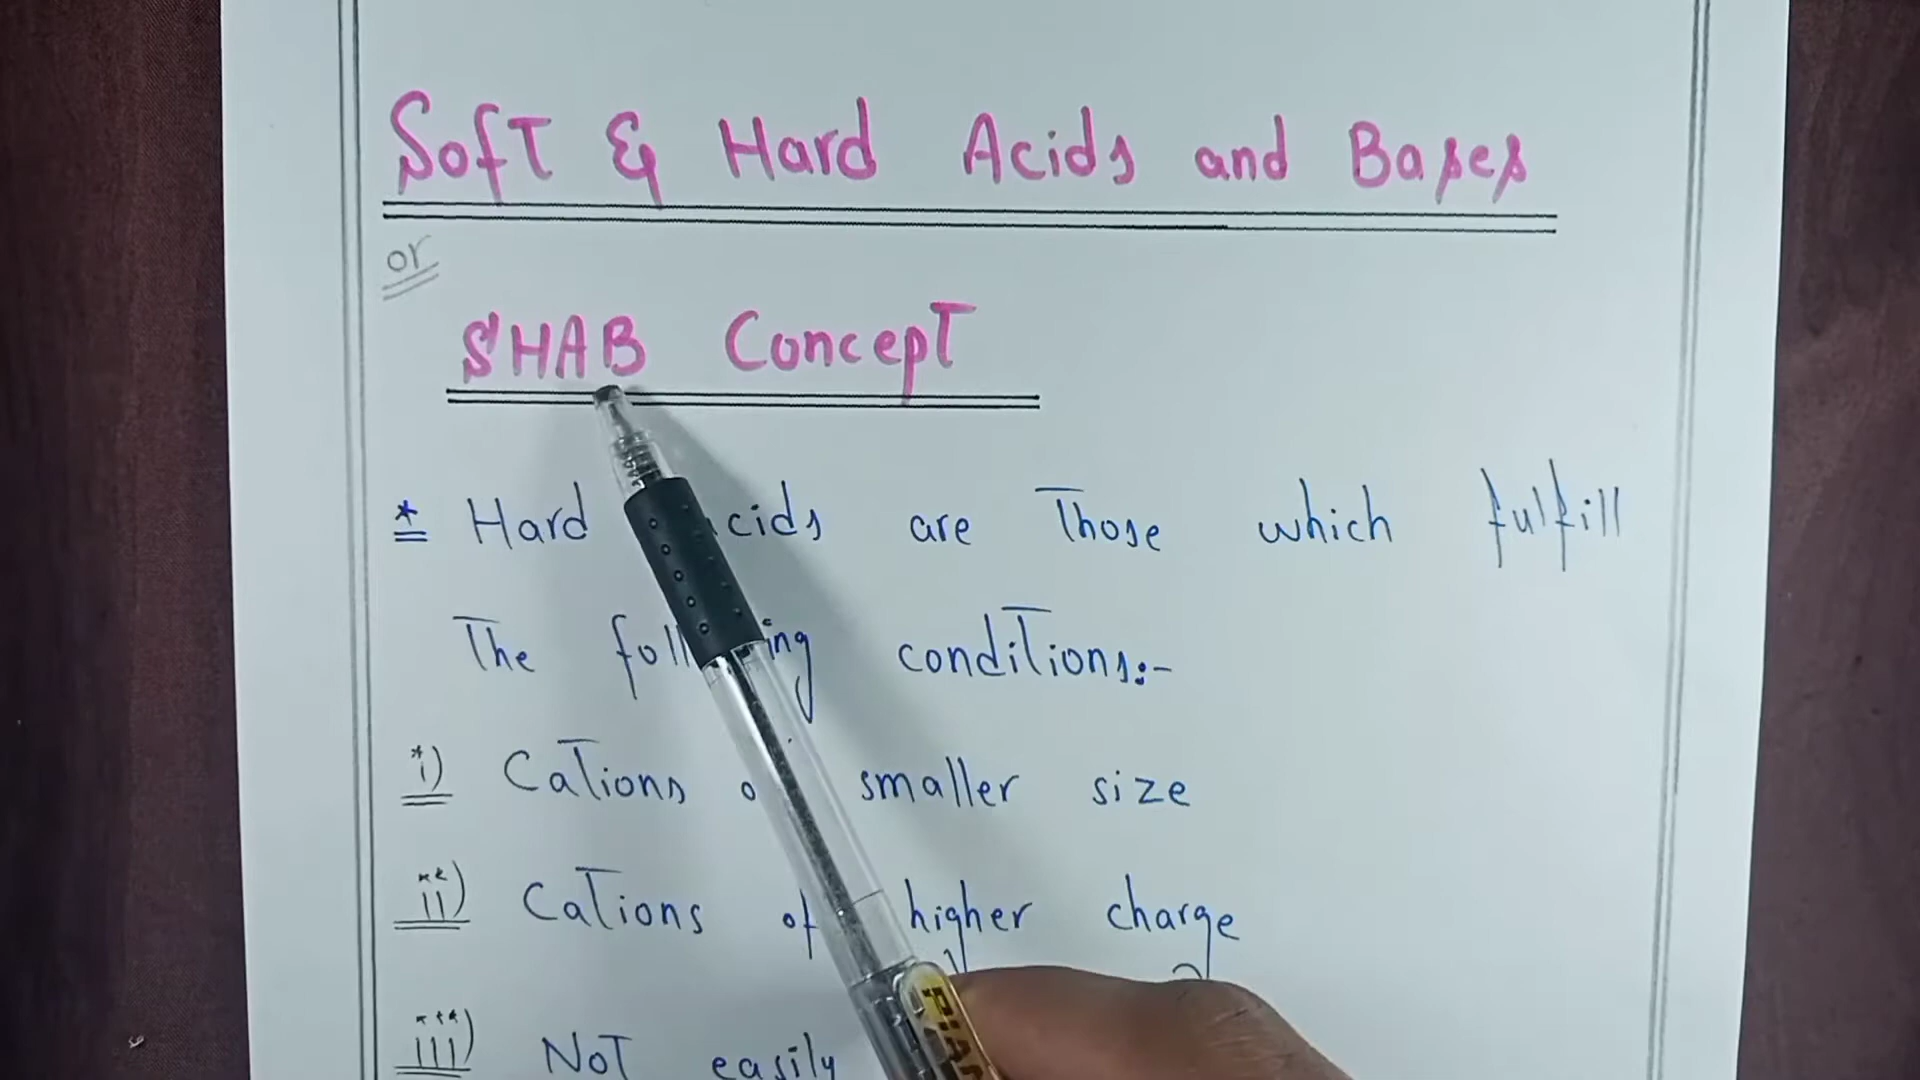 Soft & Hard Acids and Bases
or
SHAB Concept
* Hard cids are Those which fulfill
The foll ing conditions:-
i) Cations o smaller size
ii) Cations of higher charge
iii) Not easily